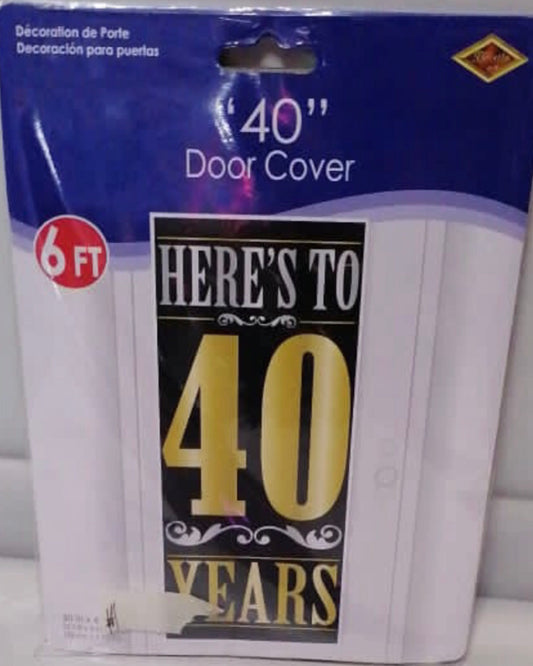 Décoration de Porte
Decoración para puertas
"40"
Door Cover
6 FT
HERE'S TO
40
YEARS